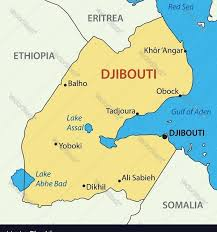 Red Sea
ERITREA
ETHIOPIA
Khôr 'Angar
DJIBOUTI
Balho
Obock
Gulf of Aden
Tadjoura
Lake
Assal
DJIBOUTI
Yoboki
Lake
Abhe Bad
Ali Sabieh
Dikhil
SOMALIA